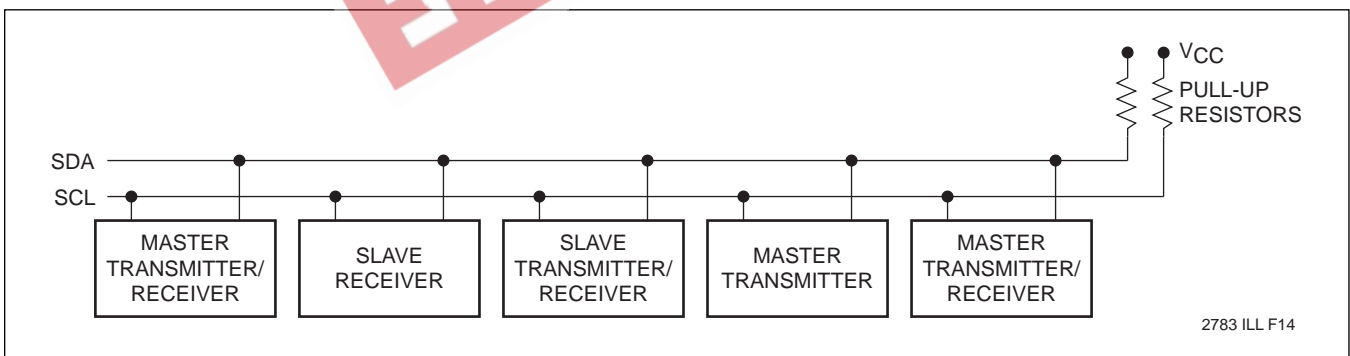 VCC
PULL-UP
RESISTORS
SDA
SCL
MASTER
TRANSMITTER/
RECEIVER
SLAVE
RECEIVER
SLAVE
TRANSMITTER/
RECEIVER
MASTER
TRANSMITTER
MASTER
TRANSMITTER/
RECEIVER
2783 ILL F14